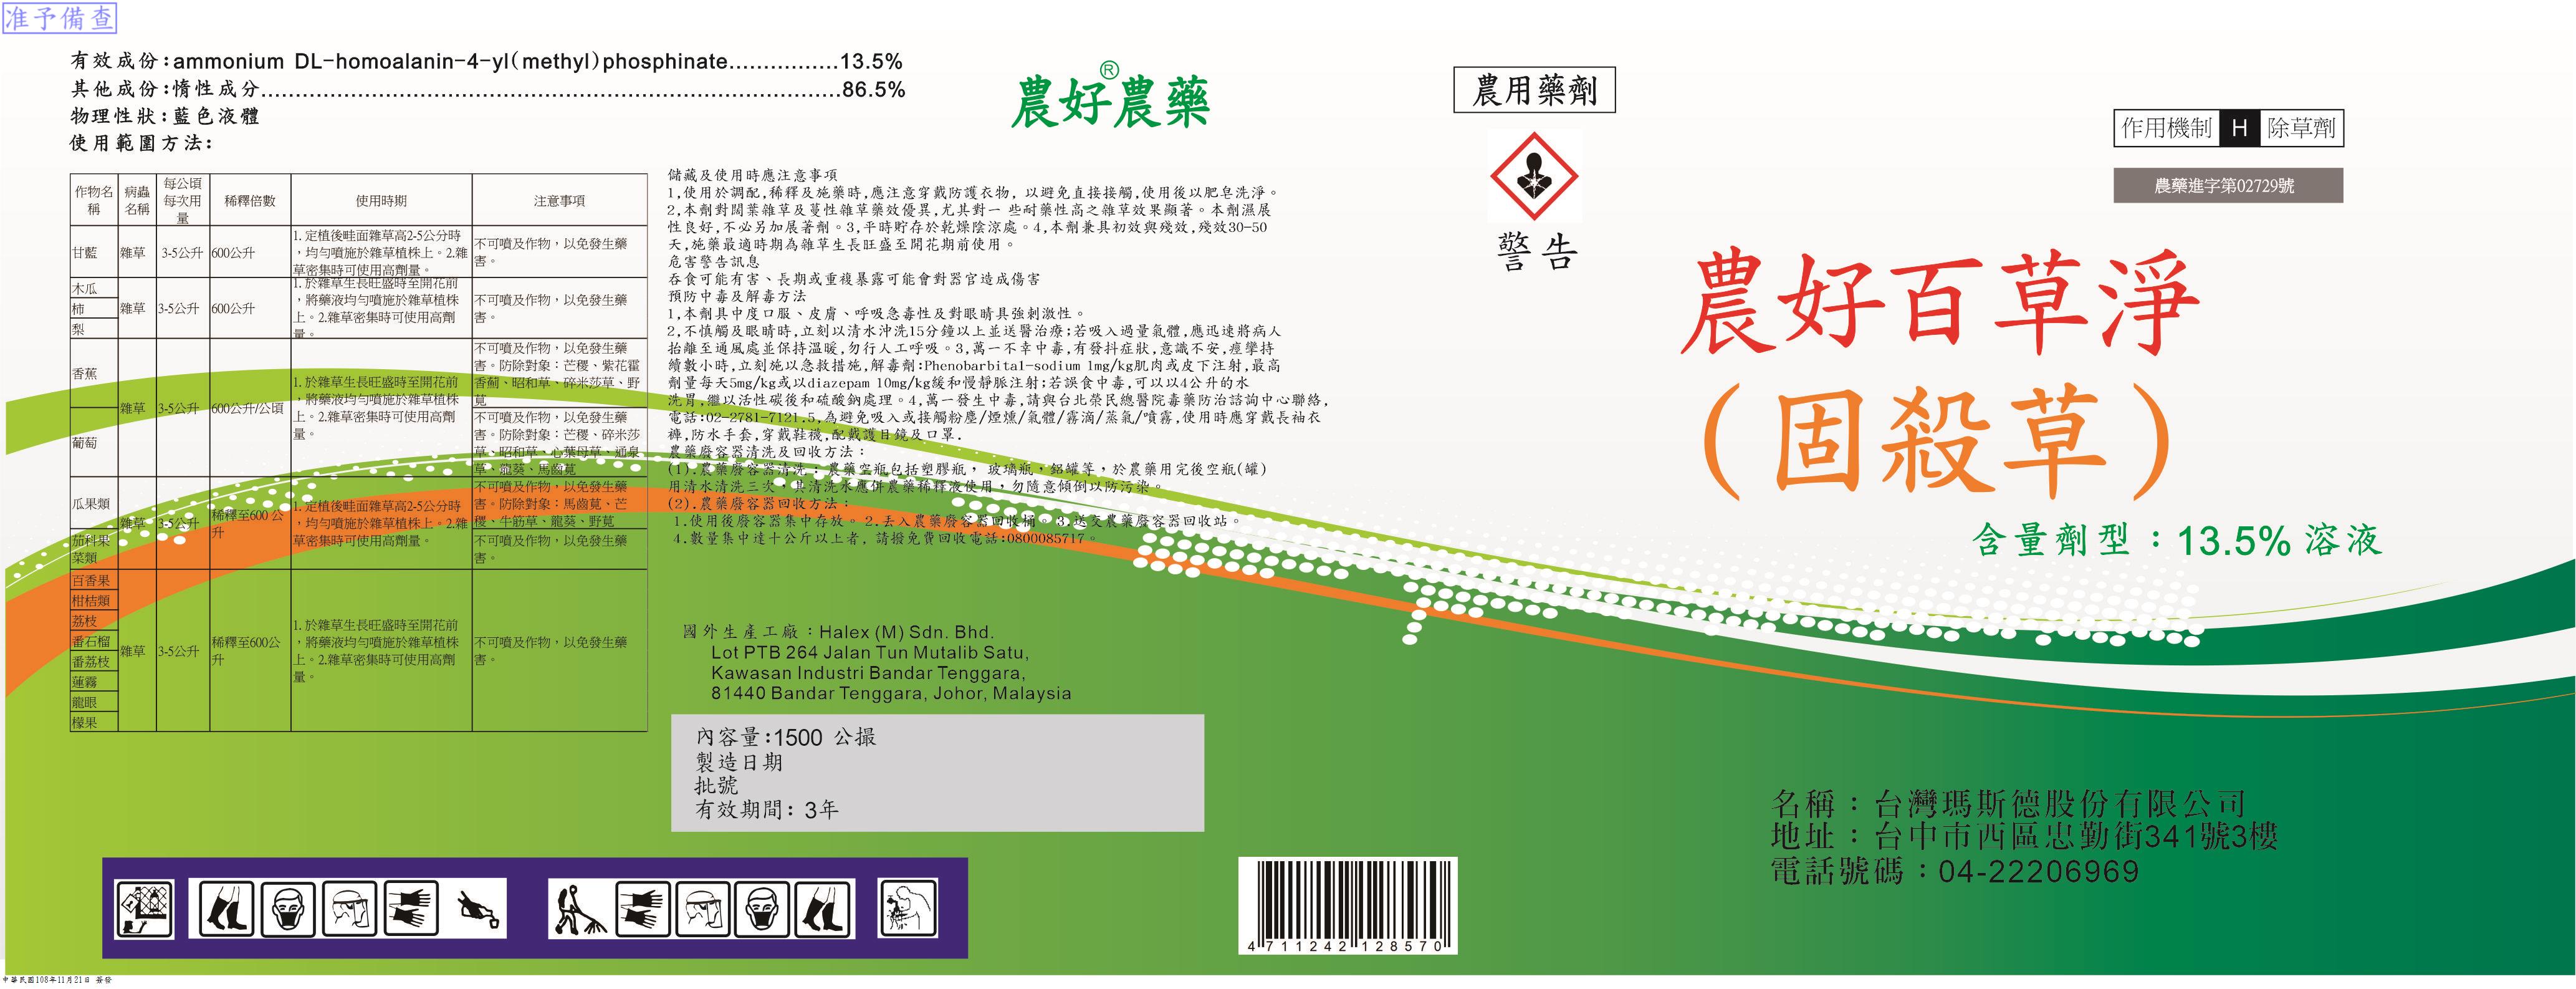 准予備查
有效成份:ammonium DL-homoalanin-4-yl(methyl)phosphinate................13.5%
其他成份:惰性成分....................................................................................86.5%
物理性狀:藍色液體
使用範圍方法:
作物名稱 病蟲名稱 每公頃每次用量 稀釋倍數 使用時期 注意事項
甘藍 雜草 3-5公升 600公升 1. 定植後畦面雜草高2-5公分時，均勻噴施於雜草植株上。2.雜草密集時可使用高劑量。 不可噴及作物，以免發生藥害。
木瓜
柿 雜草 3-5公升 600公升 1. 於雜草生長旺盛時至開花前，將藥液均勻噴施於雜草植株上。2.雜草密集時可使用高劑量。 不可噴及作物，以免發生藥害。
梨
香蕉 雜草 3-5公升 600公升/公頃 1. 於雜草生長旺盛時至開花前，將藥液均勻噴施於雜草植株上。2.雜草密集時可使用高劑量。 不可噴及作物，以免發生藥害。防除對象：芒稷、紫花霍香薊、昭和草、碎米莎草、野莧
葡萄 不可噴及作物，以免發生藥害。防除對象：芒稷、碎米莎草、昭和草、心葉母草、通泉草、龍葵、馬齒莧
瓜果類 雜草 3-5公升 稀釋至600 公升 1. 定植後畦面雜草高2-5公分時，均勻噴施於雜草植株上。2.雜草密集時可使用高劑量。 不可噴及作物，以免發生藥害。防除對象：馬齒莧、芒稷、牛筋草、龍葵、野莧
茄科果菜類 不可噴及作物，以免發生藥害。
百香果
柑桔類
荔枝
番石榴 雜草 3-5公升 稀釋至600公升 1. 於雜草生長旺盛時至開花前，將藥液均勻噴施於雜草植株上。2.雜草密集時可使用高劑量。 不可噴及作物，以免發生藥害。
番荔枝
蓮霧
龍眼
檬果
農好®農藥
儲藏及使用時應注意事項
1,使用於調配,稀釋及施藥時,應注意穿戴防護衣物, 以避免直接接觸,使用後以肥皂洗淨。
2,本劑對闊葉雜草及蔓性雜草藥效優異,尤其對一 些耐藥性高之雜草效果顯著。本劑濕展
性良好,不必另加展著劑。3,平時貯存於乾燥陰涼處。4,本劑兼具初效與殘效,殘效30-50
天,施藥最適時期為雜草生長旺盛至開花期前使用。
危害警告訊息
吞食可能有害、長期或重複暴露可能會對器官造成傷害
預防中毒及解毒方法
1,本劑具中度口服、皮膚、呼吸急毒性及對眼睛具強刺激性。
2,不慎觸及眼睛時,立刻以清水沖洗15分鐘以上並送醫治療;若吸入過量氣體,應迅速將病人
抬離至通風處並保持溫暖,勿行人工呼吸。3,萬一不幸中毒,有發抖症狀,意識不安,痙攣持
續數小時,立刻施以急救措施,解毒劑:Phenobarbital-sodium 1mg/kg肌肉或皮下注射,最高
劑量每天5mg/kg或以diazepam 10mg/kg緩和慢靜脈注射;若誤食中毒,可以以4公升的水
洗胃,繼以活性碳後和硫酸鈉處理。4,萬一發生中毒,請與台北榮民總醫院毒藥防治諮詢中心聯絡,
電話:02-2781-7121.5,為避免吸入或接觸粉塵/煙燻/氣體/霧滴/蒸氣/噴霧,使用時應穿戴長袖衣
褲,防水手套,穿戴鞋襪,配戴護目鏡及口罩.
農藥廢容器清洗及回收方法：
(1).農藥廢容器清洗：農藥空瓶包括塑膠瓶， 玻璃瓶，鋁罐等，於農藥用完後空瓶(罐)
用清水清洗三次，其清洗水應併農藥稀釋液使用，勿隨意傾倒以防污染。
(2).農藥廢容器回收方法：
1.使用後廢容器集中存放。 2.丟入農藥廢容器回收桶。 3.送交農藥廢容器回收站。
4.數量集中達十公斤以上者, 請撥免費回收電話:0800085717。
國外生產工廠：Halex (M) Sdn. Bhd.
Lot PTB 264 Jalan Tun Mutalib Satu,
Kawasan Industri Bandar Tenggara,
81440 Bandar Tenggara, Johor, Malaysia
內容量:1500 公撮
製造日期
批號
有效期間: 3年
農用藥劑
警告
作用機制 H 除草劑
農藥進字第02729號
農好百草淨
(固殺草)
含量劑型：13.5% 溶液
名稱：台灣瑪斯德股份有限公司
地址：台中市西區忠勤街341號3樓
電話號碼：04-22206969
4 711242 128570
中華民國108年11月21日 簽發